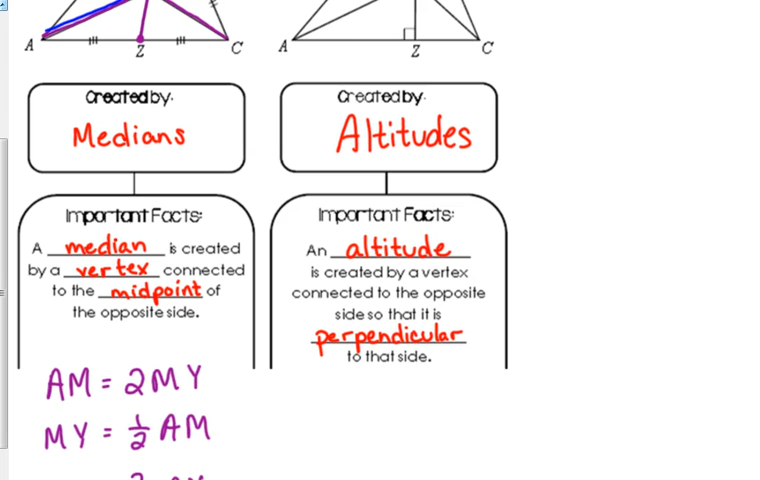 A Z C
A Z C
Created by:
Medians
Created by:
Altitudes
Important Facts:
A median is created
by a vertex connected
to the midpoint of
the opposite side.
Important Facts:
An altitude
is created by a vertex
connected to the opposite
side so that it is
perpendicular
to that side.
AM = 2MY
MY = 1/2 AM